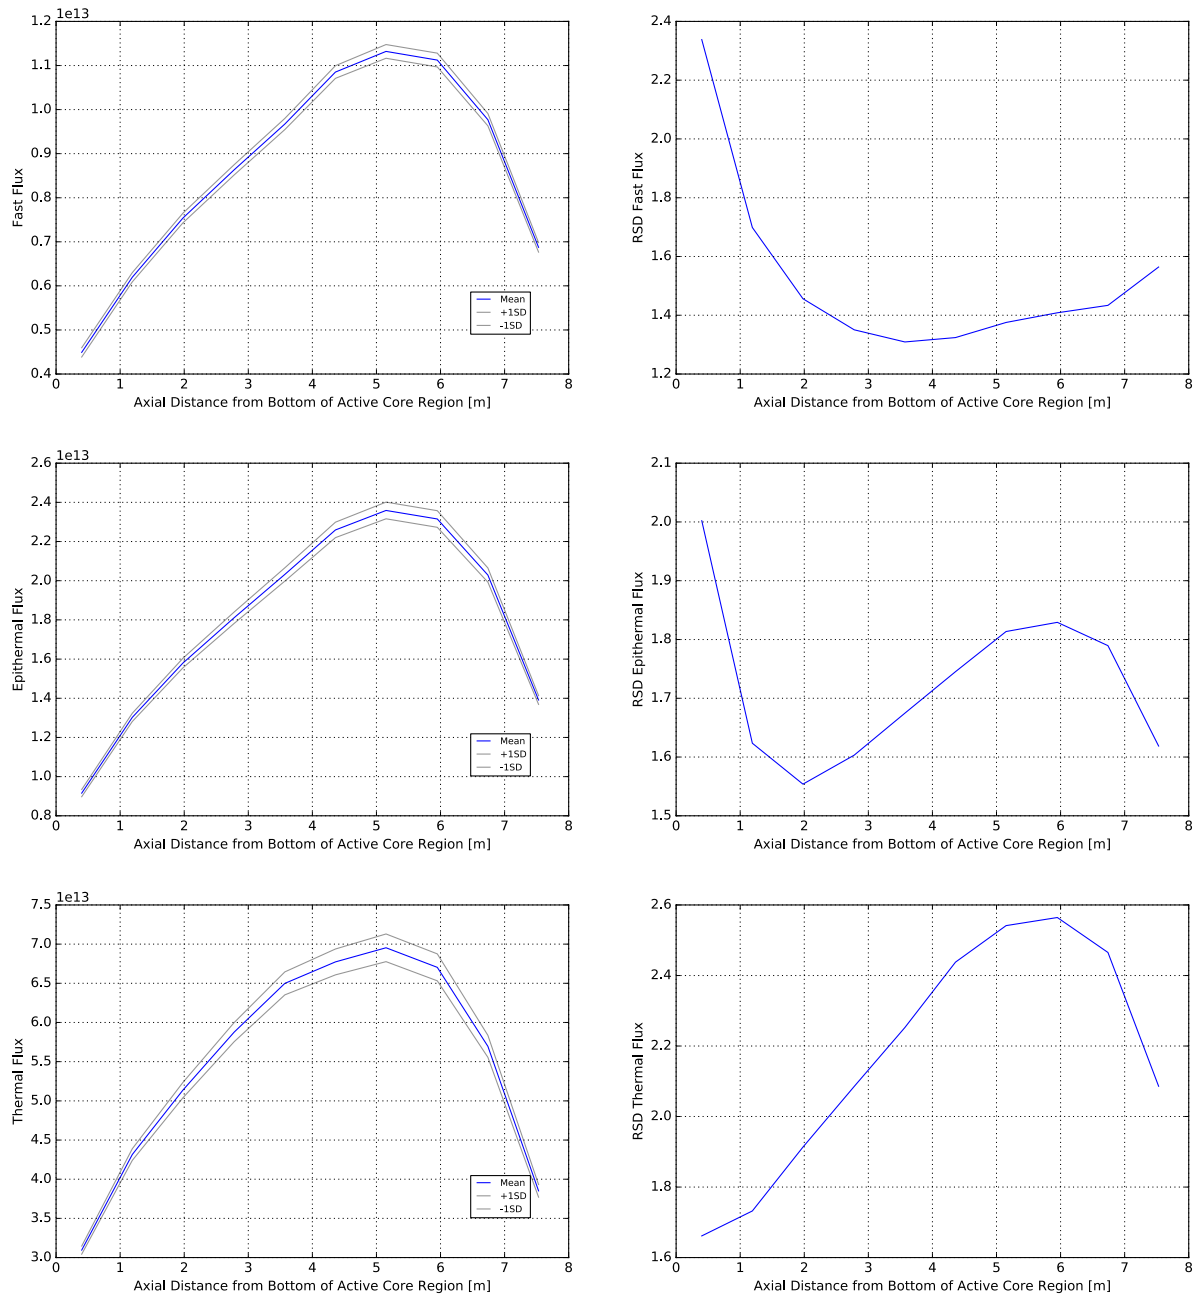 1e13
1.2
1.1
1.0
0.9
0.8
0.7
0.6
0.5
0.4
Fast Flux
Mean
+1SD
-1SD
0 1 2 3 4 5 6 7 8
Axial Distance from Bottom of Active Core Region [m]
2.4
2.2
2.0
1.8
1.6
1.4
1.2
RSD Fast Flux
0 1 2 3 4 5 6 7 8
Axial Distance from Bottom of Active Core Region [m]
1e13
2.6
2.4
2.2
2.0
1.8
1.6
1.4
1.2
1.0
0.8
Epithermal Flux
Mean
+1SD
-1SD
0 1 2 3 4 5 6 7 8
Axial Distance from Bottom of Active Core Region [m]
2.1
2.0
1.9
1.8
1.7
1.6
1.5
RSD Epithermal Flux
0 1 2 3 4 5 6 7 8
Axial Distance from Bottom of Active Core Region [m]
1e13
7.5
7.0
6.5
6.0
5.5
5.0
4.5
4.0
3.5
3.0
Thermal Flux
Mean
+1SD
-1SD
0 1 2 3 4 5 6 7 8
Axial Distance from Bottom of Active Core Region [m]
2.6
2.4
2.2
2.0
1.8
1.6
RSD Thermal Flux
0 1 2 3 4 5 6 7 8
Axial Distance from Bottom of Active Core Region [m]